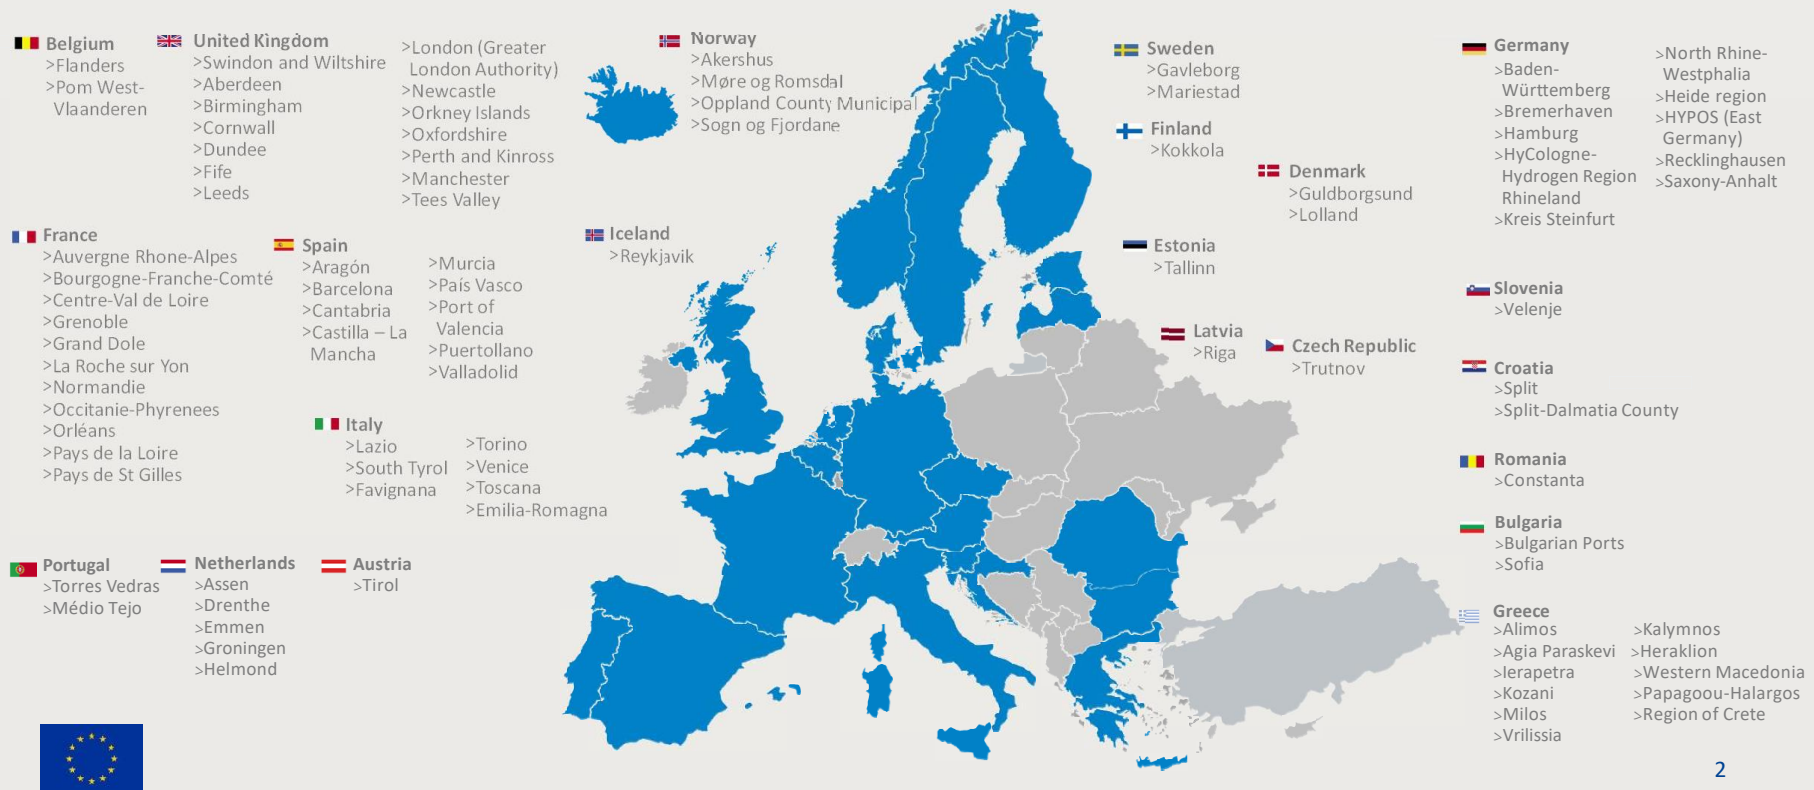 Belgium
>Flanders
>Pom West-
Vlaanderen
United Kingdom
>Swindon and Wiltshire
>Aberdeen
>Birmingham
>Cornwall
>Dundee
>Fife
>Leeds
>London (Greater
London Authority)
>Newcastle
>Orkney Islands
>Oxfordshire
>Perth and Kinross
>Manchester
>Tees Valley
Norway
>Akershus
>Møre og Romsdal
>Oppland County Municipal
>Sogn og Fjordane
Sweden
>Gavleborg
>Mariestad
Finland
>Kokkola
Denmark
>Guldborgsund
>Lolland
Germany
>Baden-
Württemberg
>Bremerhaven
>Hamburg
>HyCologne-
Hydrogen Region
Rhineland
>Kreis Steinfurt
>North Rhine-
Westphalia
>Heide region
>HYPOS (East
Germany)
>Recklinghausen
>Saxony-Anhalt
France
>Auvergne Rhone-Alpes
>Bourgogne-Franche-Comté
>Centre-Val de Loire
>Grenoble
>Grand Dole
>La Roche sur Yon
>Normandie
>Occitanie-Phyrenees
>Orléans
>Pays de la Loire
>Pays de St Gilles
Spain
>Aragón
>Barcelona
>Cantabria
>Castilla – La
Mancha
>Murcia
>País Vasco
>Port of
Valencia
>Puertollano
>Valladolid
Iceland
>Reykjavik
Estonia
>Tallinn
Latvia
>Riga
Czech Republic
>Trutnov
Slovenia
>Velenje
Croatia
>Split
>Split-Dalmatia County
Italy
>Lazio
>South Tyrol
>Favignana
>Torino
>Venice
>Toscana
>Emilia-Romagna
Romania
>Constanta
Bulgaria
>Bulgarian Ports
>Sofia
Portugal
>Torres Vedras
>Médio Tejo
Netherlands
>Assen
>Drenthe
>Emmen
>Groningen
>Helmond
Austria
>Tirol
Greece
>Alimos
>Agia Paraskevi
>Ierapetra
>Kozani
>Milos
>Vrilissia
>Kalymnos
>Heraklion
>Western Macedonia
>Papagoou-Halargos
>Region of Crete
2